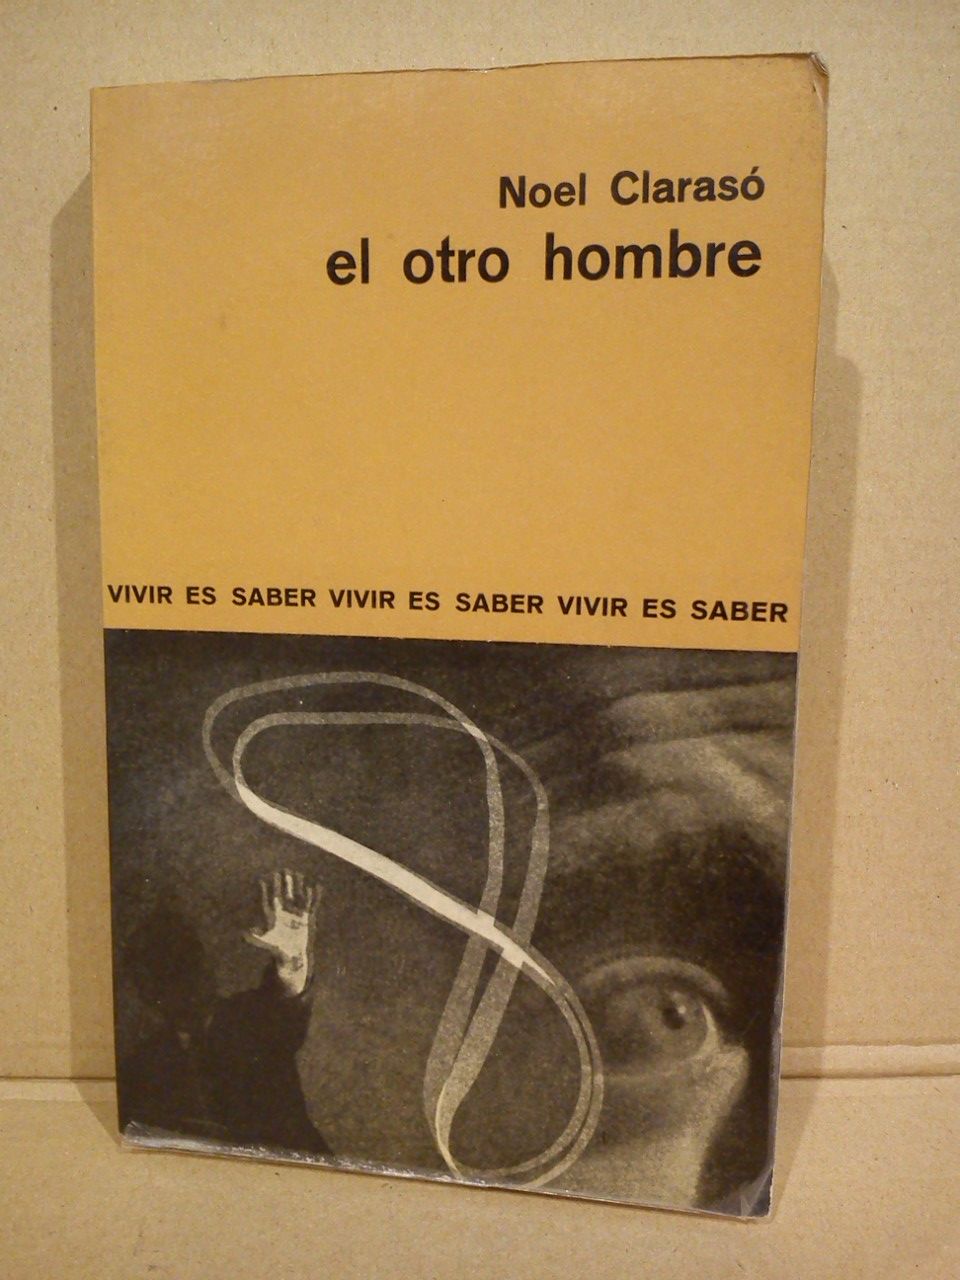 Noel Clarasó
el otro hombre
VIVIR ES SABER VIVIR ES SABER VIVIR ES SABER